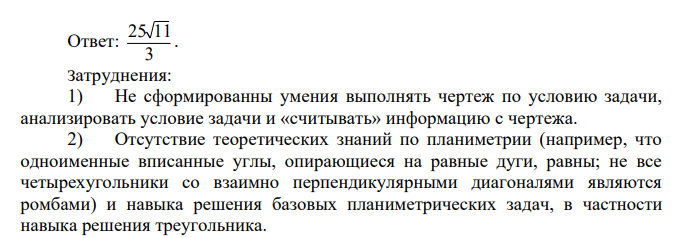 Ответ: 25√11/3.
Затруднения:
1) Не сформированны умения выполнять чертеж по условию задачи,
анализировать условие задачи и «считывать» информацию с чертежа.
2) Отсутствие теоретических знаний по планиметрии (например, что
одноименные вписанные углы, опирающиеся на равные дуги, равны; не все
четырехугольники со взаимно перпендикулярными диагоналями являются
ромбами) и навыка решения базовых планиметрических задач, в частности
навыка решения треугольника.